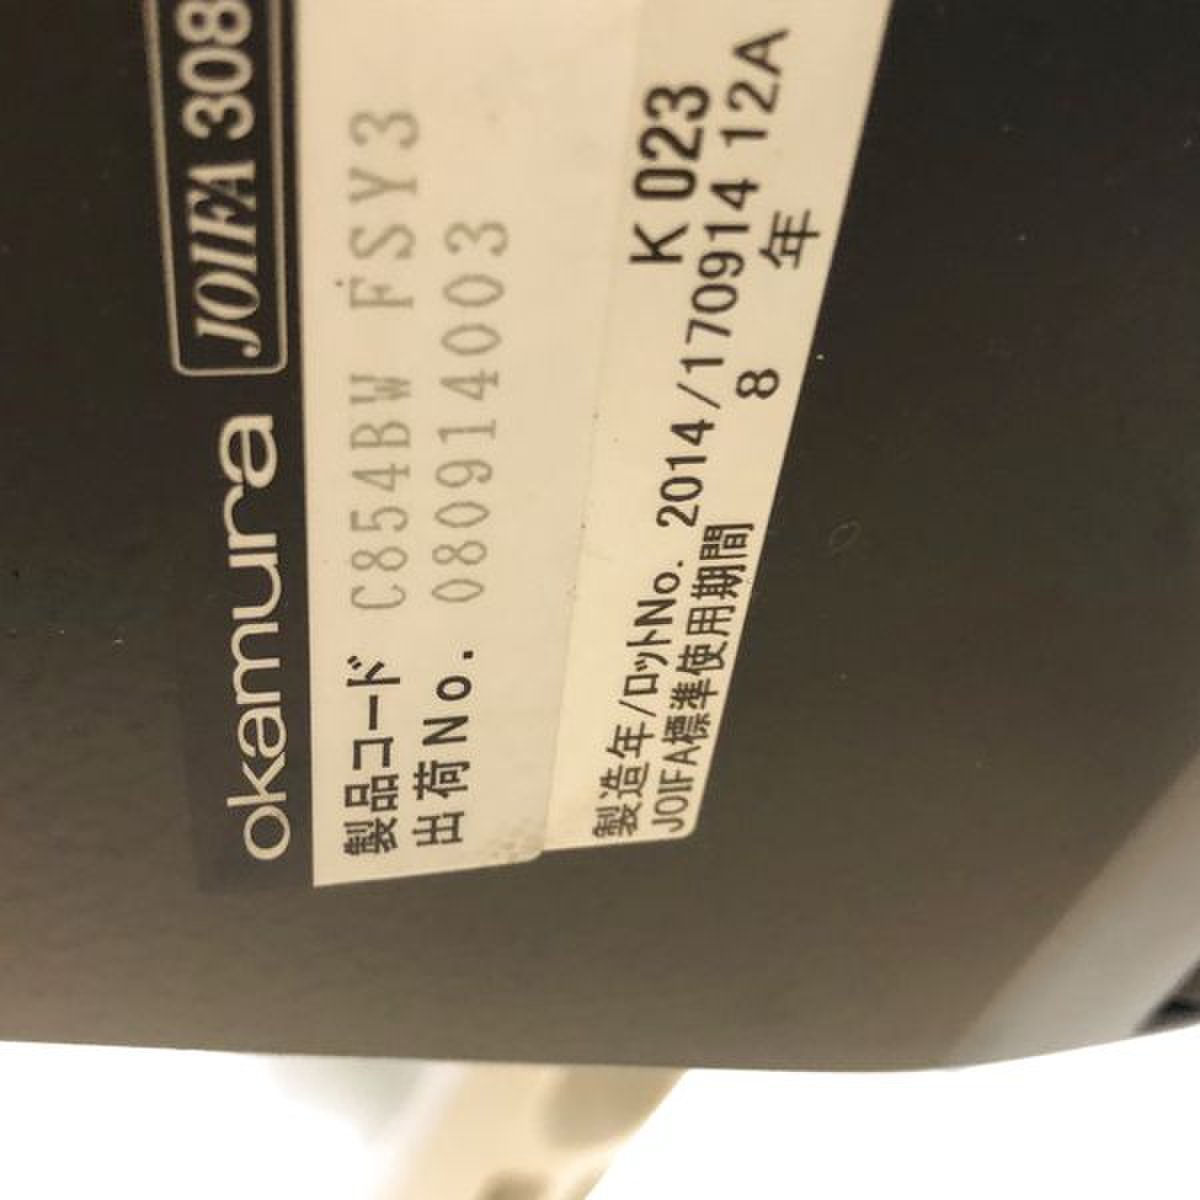 okamura JOIFA 308
製品コード C854BW FSY3
出荷No. 080914003
K 023
製造年/ロットNo. 2014/170914 12A
JOIFA標準使用期間 8 年